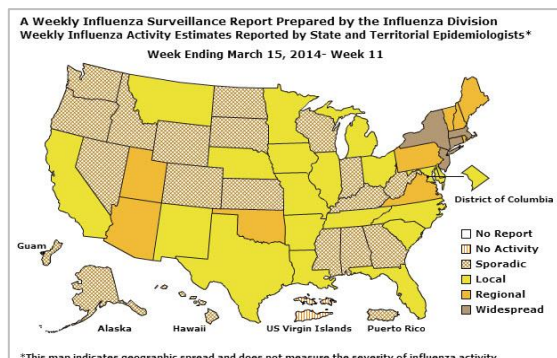 A Weekly Influenza Surveillance Report Prepared by the Influenza Division
Weekly Influenza Activity Estimates Reported by State and Territorial Epidemiologists*
Week Ending March 15, 2014- Week 11
District of Columbia
No Report
No Activity
Sporadic
Local
Regional
Widespread
Guam
Alaska
Hawaii
US Virgin Islands
Puerto Rico
*This map indicates geographic spread and does not measure the severity of influenza activity